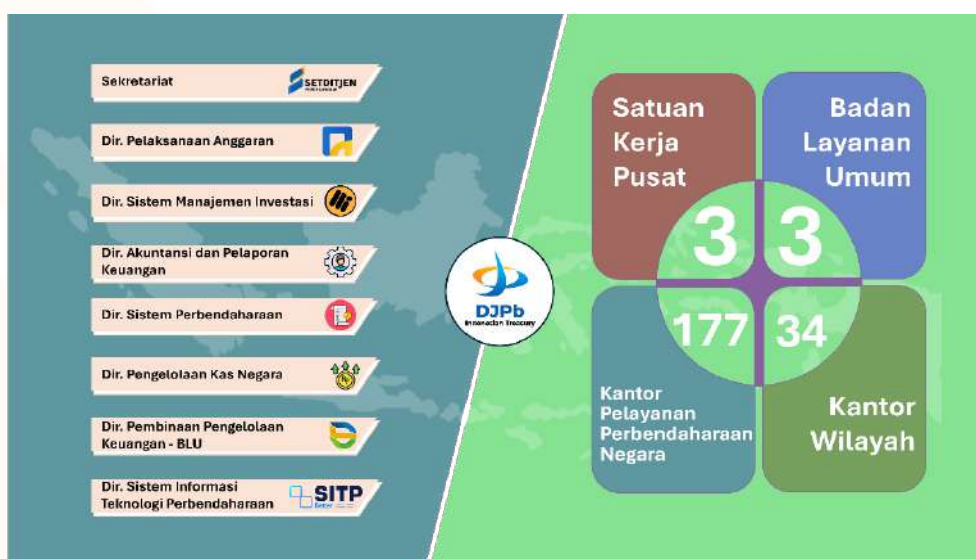 Sekretariat
SETDITJEN
Dir. Pelaksanaan Anggaran
Dir. Sistem Manajemen Investasi
Dir. Akuntansi dan Pelaporan
Keuangan
Dir. Sistem Perbendaharaan
Dir. Pengelolaan Kas Negara
Dir. Pembinaan Pengelolaan
Keuangan - BLU
Dir. Sistem Informasi
Teknologi Perbendaharaan
SITP
DJPb
Indonesian Treasury
Satuan
Kerja
Pusat
3
Badan
Layanan
Umum
3
177
Kantor
Pelayanan
Perbendaharaan
Negara
34
Kantor
Wilayah